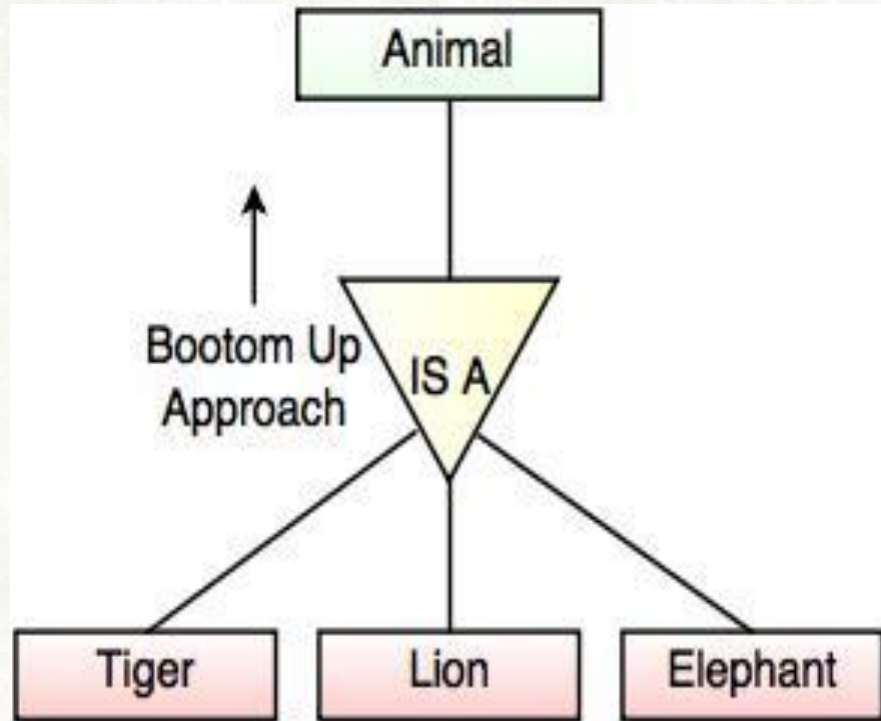 Animal
Bootom Up
Approach
IS A
Tiger
Lion
Elephant